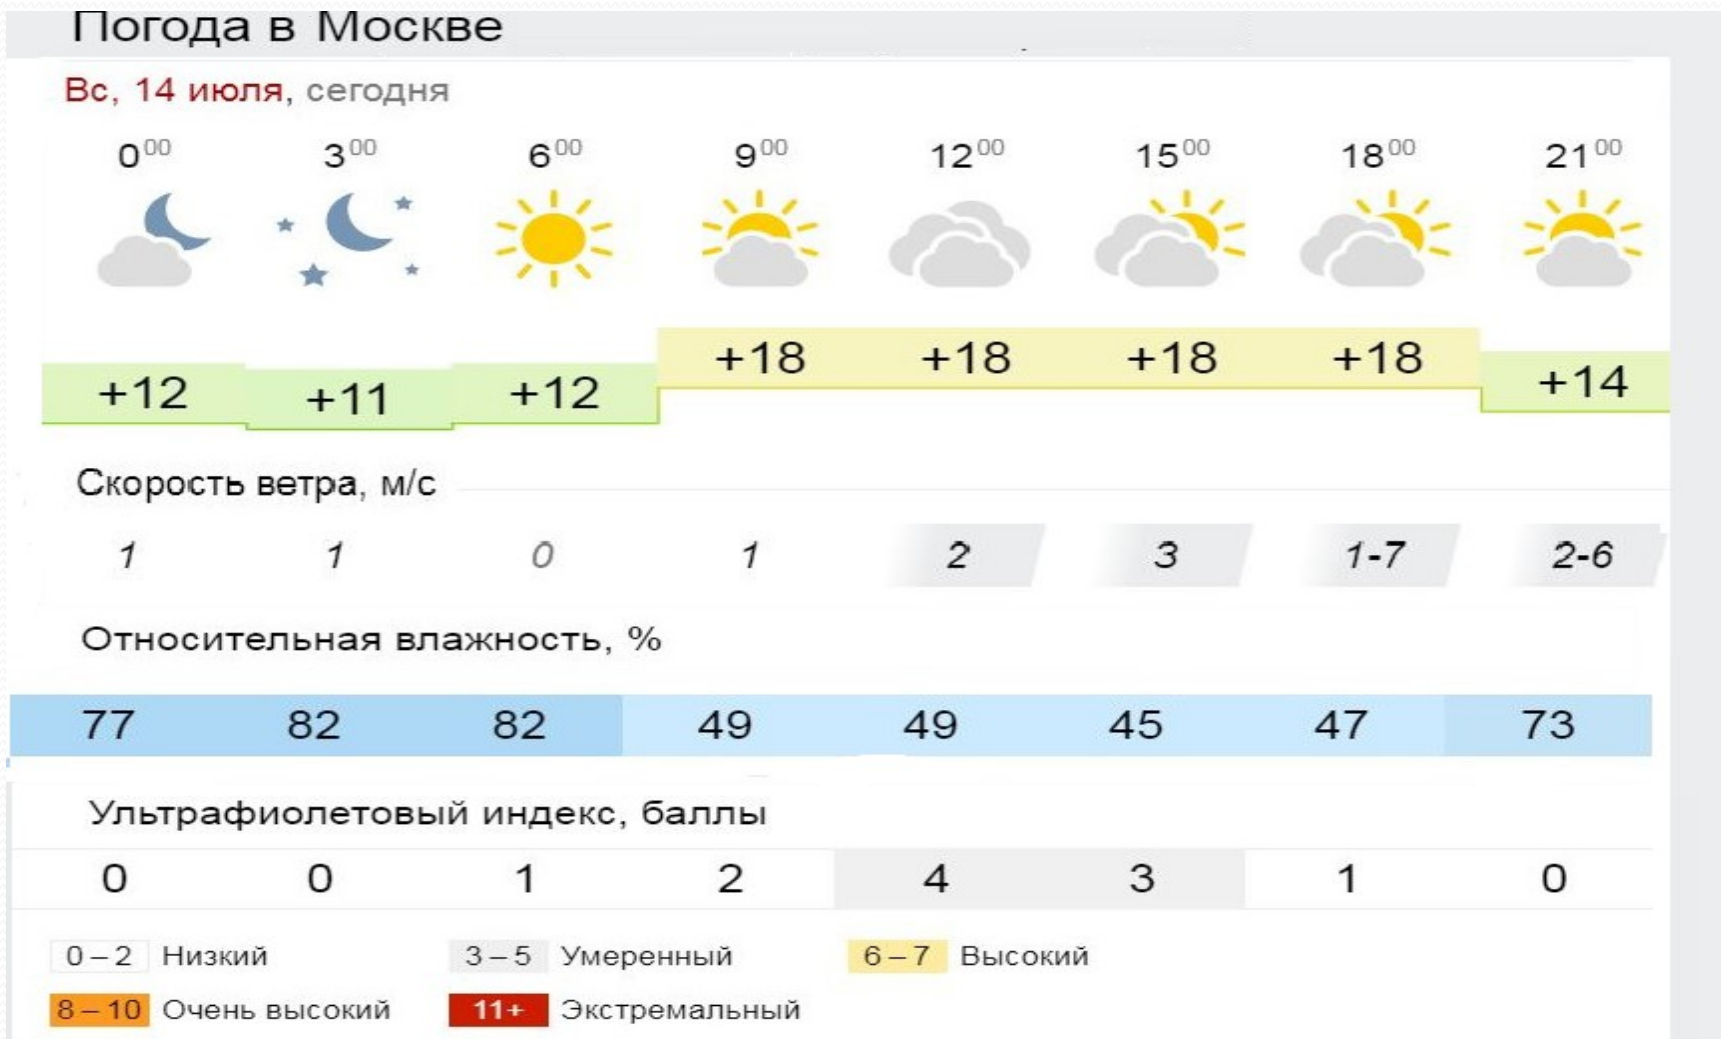 Погода в Москве
Вс, 14 июля, сегодня
0⁰⁰ 3⁰⁰ 6⁰⁰ 9⁰⁰ 12⁰⁰ 15⁰⁰ 18⁰⁰ 21⁰⁰
+12 +11 +12 +18 +18 +18 +18 +14
Скорость ветра, м/с
1 1 0 1 2 3 1-7 2-6
Относительная влажность, %
77 82 82 49 49 45 47 73
Ультрафиолетовый индекс, баллы
0 0 1 2 4 3 1 0
0 – 2 Низкий 3 – 5 Умеренный 6 – 7 Высокий
8 – 10 Очень высокий 11+ Экстремальный